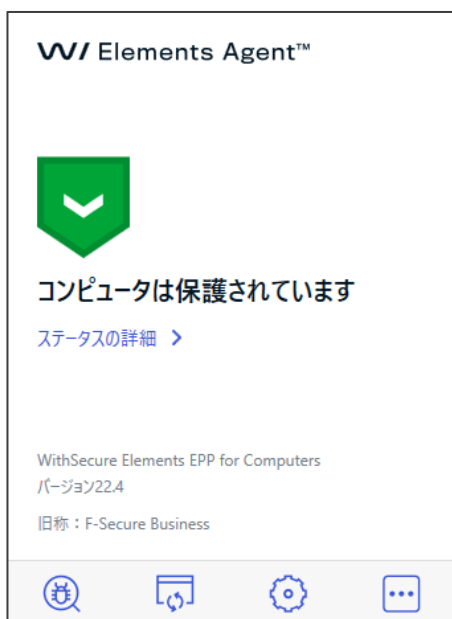 W/ Elements Agent™
コンピュータは保護されています
ステータスの詳細
WithSecure Elements EPP for Computers
バージョン22.4
旧称：F-Secure Business